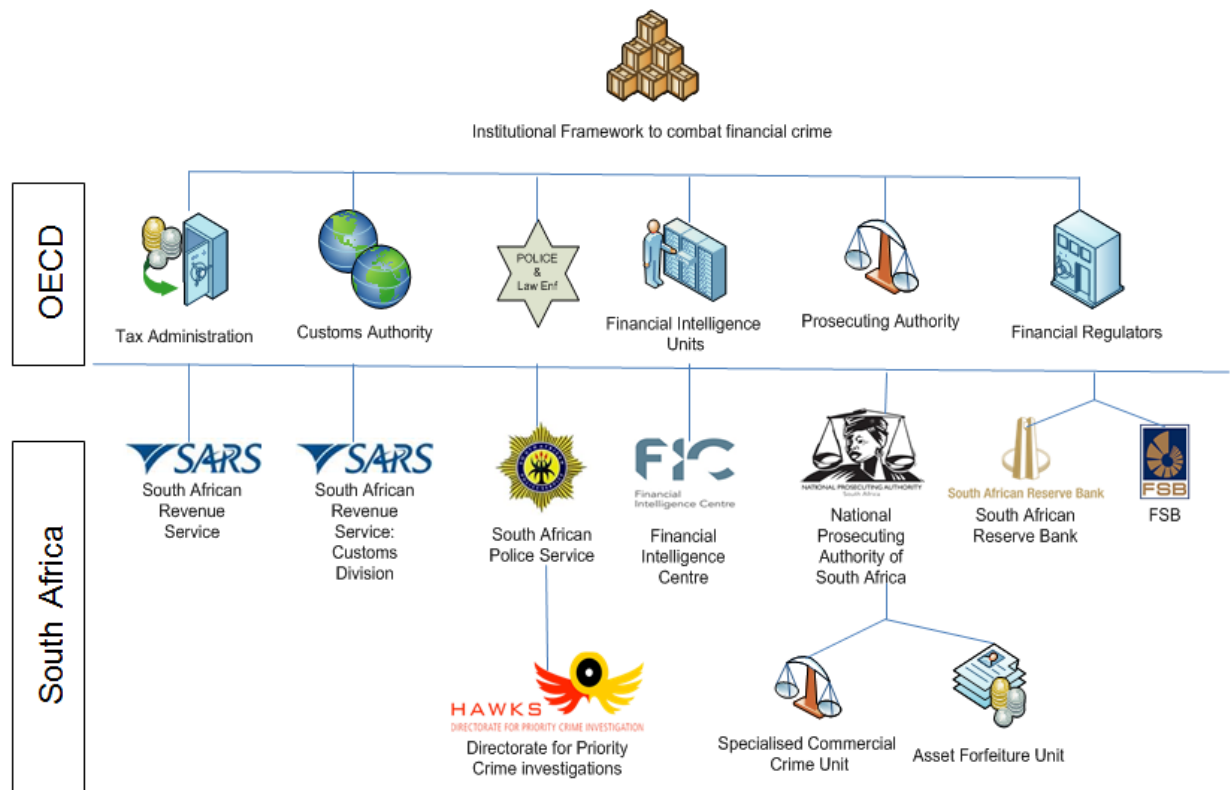 Institutional Framework to combat financial crime
OECD
POLICE
&
Law Enf
Tax Administration
Customs Authority
Financial Intelligence
Units
Prosecuting Authority
Financial Regulators
South Africa
SARS
South African
Revenue
Service
SARS
South African
Revenue
Service:
Customs
Division
South African
Police Service
FIC
Financial
Intelligence Centre
Financial
Intelligence
Centre
NATIONAL PROSECUTING AUTHORITY
South Africa
National
Prosecuting
Authority of
South Africa
South African Reserve Bank
South African
Reserve Bank
FSB
FSB
HAWKS
DIRECTORATE FOR PRIORITY CRIME INVESTIGATION
Directorate for Priority
Crime investigations
Specialised Commercial
Crime Unit
Asset Forfeiture Unit